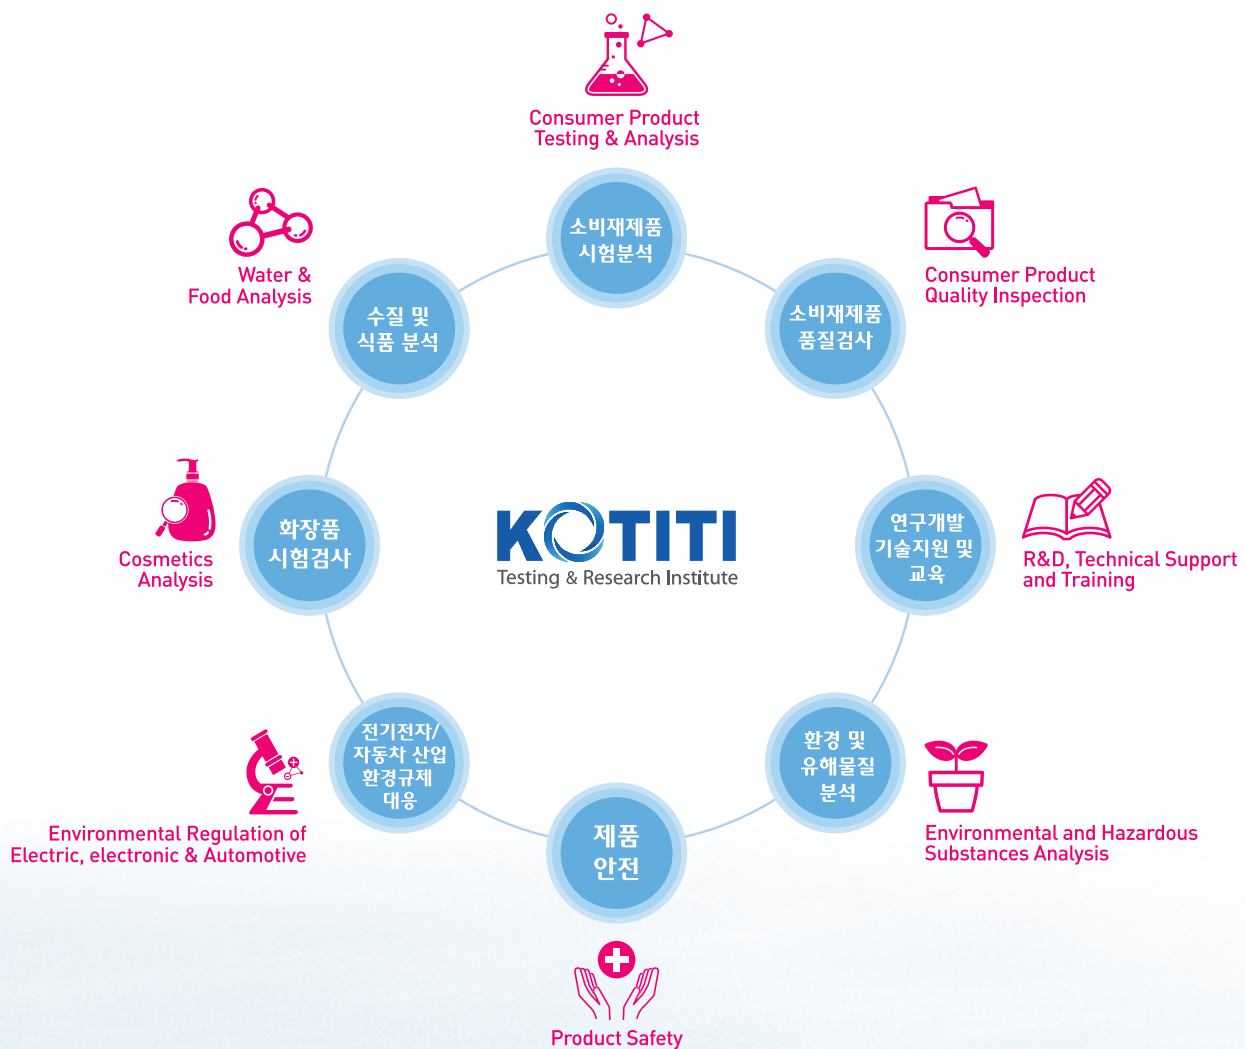 Consumer Product
Testing & Analysis
소비재제품
시험분석
Consumer Product
Quality Inspection
소비재제품
품질검사
R&D, Technical Support
and Training
연구개발
기술지원 및
교육
Environmental and Hazardous
Substances Analysis
환경 및
유해물질
분석
제품
안전
Product Safety
전기전자/
자동차 산업
환경규제
대응
Environmental Regulation of
Electric, electronic & Automotive
화장품
시험검사
Cosmetics
Analysis
수질 및
식품 분석
Water &
Food Analysis
KOTITI
Testing & Research Institute